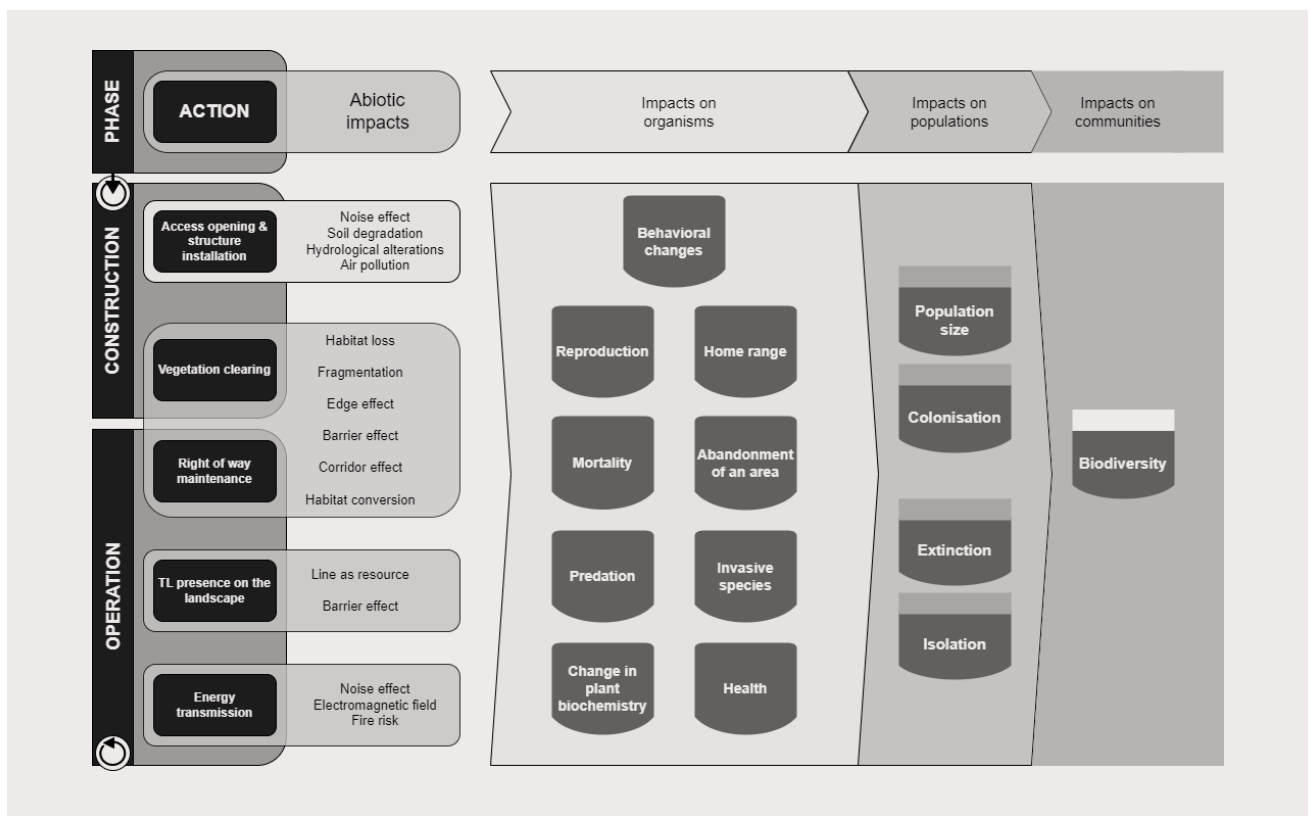 PHASE
ACTION
Abiotic
impacts
Impacts on
organisms
Impacts on
populations
Impacts on
communities
CONSTRUCTION
Access opening &
structure
installation
Noise effect
Soil degradation
Hydrological alterations
Air pollution
Vegetation clearing
Habitat loss
Fragmentation
Edge effect
Barrier effect
Corridor effect
Habitat conversion
OPERATION
Right of way
maintenance
TL presence on the
landscape
Line as resource
Barrier effect
Energy
transmission
Noise effect
Electromagnetic field
Fire risk
Behavioral
changes
Reproduction
Home range
Mortality
Abandonment
of an area
Predation
Invasive
species
Change in
plant
biochemistry
Health
Population
size
Colonisation
Extinction
Isolation
Biodiversity